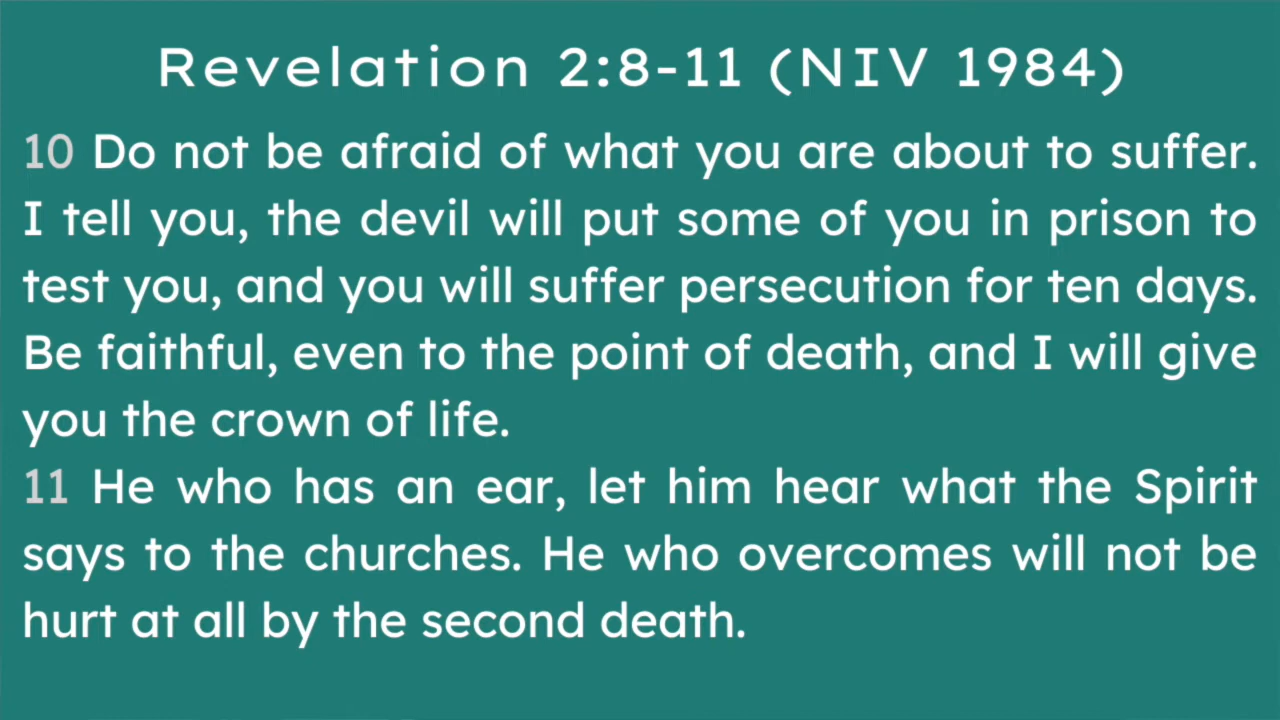 Revelation 2:8-11 (NIV 1984)
10 Do not be afraid of what you are about to suffer.
I tell you, the devil will put some of you in prison to
test you, and you will suffer persecution for ten days.
Be faithful, even to the point of death, and I will give
you the crown of life.
11 He who has an ear, let him hear what the Spirit
says to the churches. He who overcomes will not be
hurt at all by the second death.